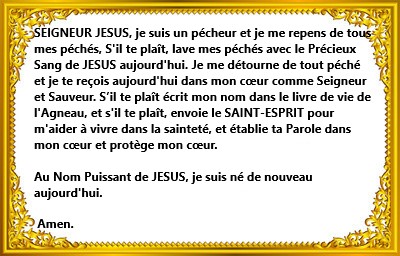 SEIGNEUR JESUS, je suis un pécheur et je me repens de tous
mes péchés, S'il te plaît, lave mes péchés avec le Précieux
Sang de JESUS aujourd'hui. Je me détourne de tout péché
et je te reçois aujourd'hui dans mon cœur comme Seigneur
et Sauveur. S’il te plaît écrit mon nom dans le livre de vie de
l'Agneau, et s'il te plaît, envoie le SAINT-ESPRIT pour
m'aider à vivre dans la sainteté, et établie ta Parole dans
mon cœur et protège mon cœur.
Au Nom Puissant de JESUS, je suis né de nouveau
aujourd'hui.
Amen.